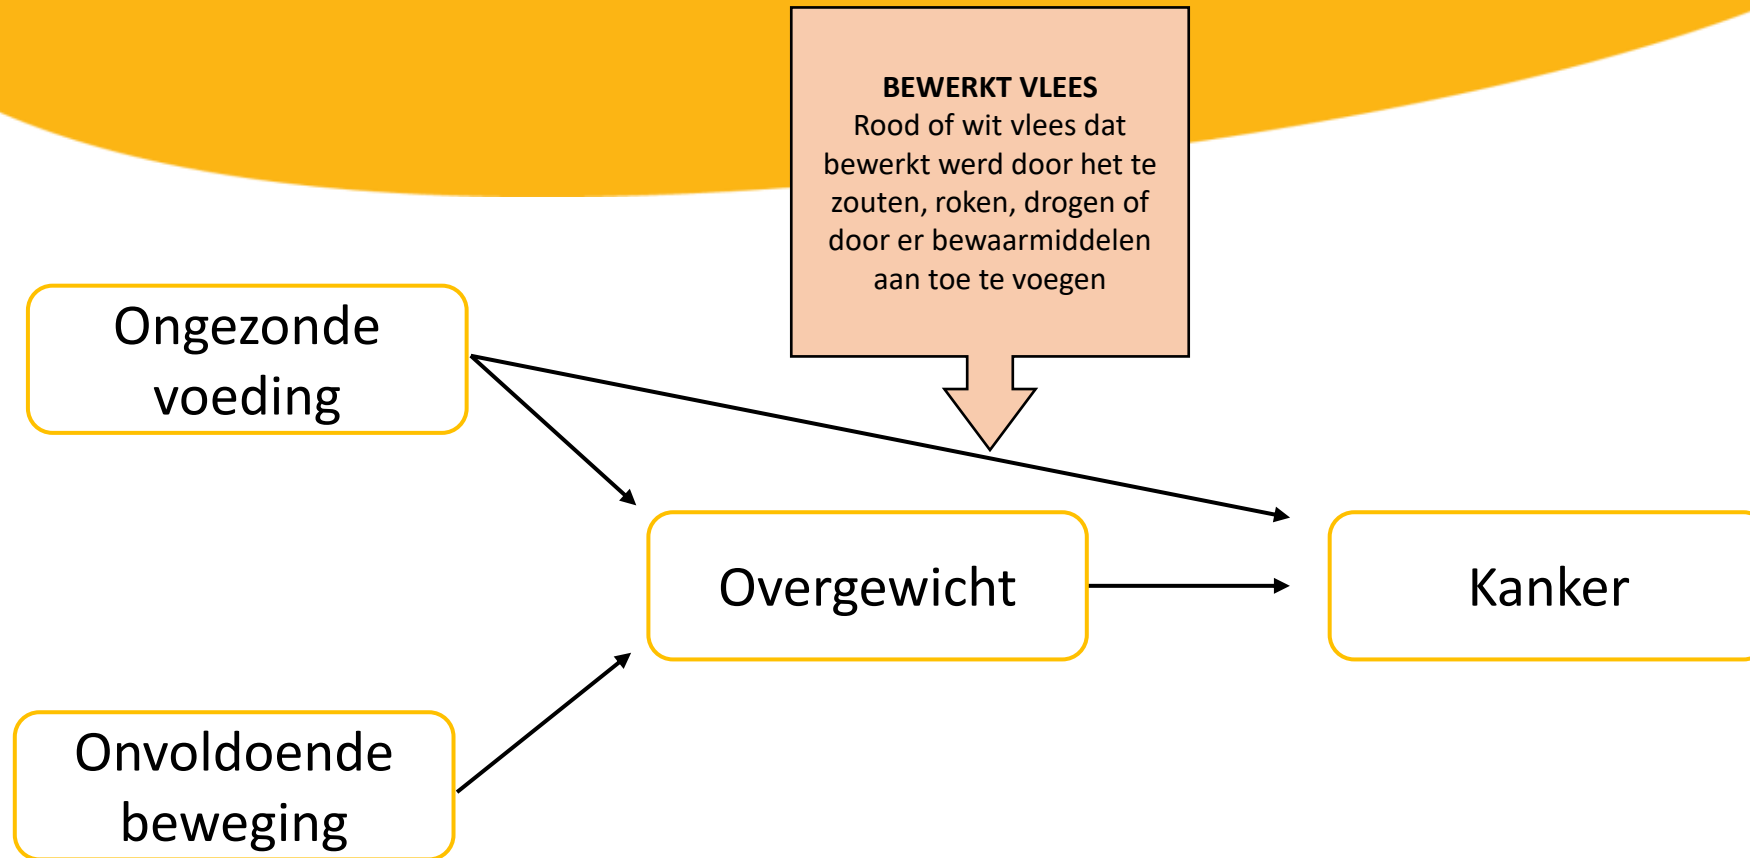 BEWERKT VLEES
Rood of wit vlees dat
bewerkt werd door het te
zouten, roken, drogen of
door er bewaarmiddelen
aan toe te voegen
Ongezonde
voeding
Overgewicht
Kanker
Onvoldoende
beweging